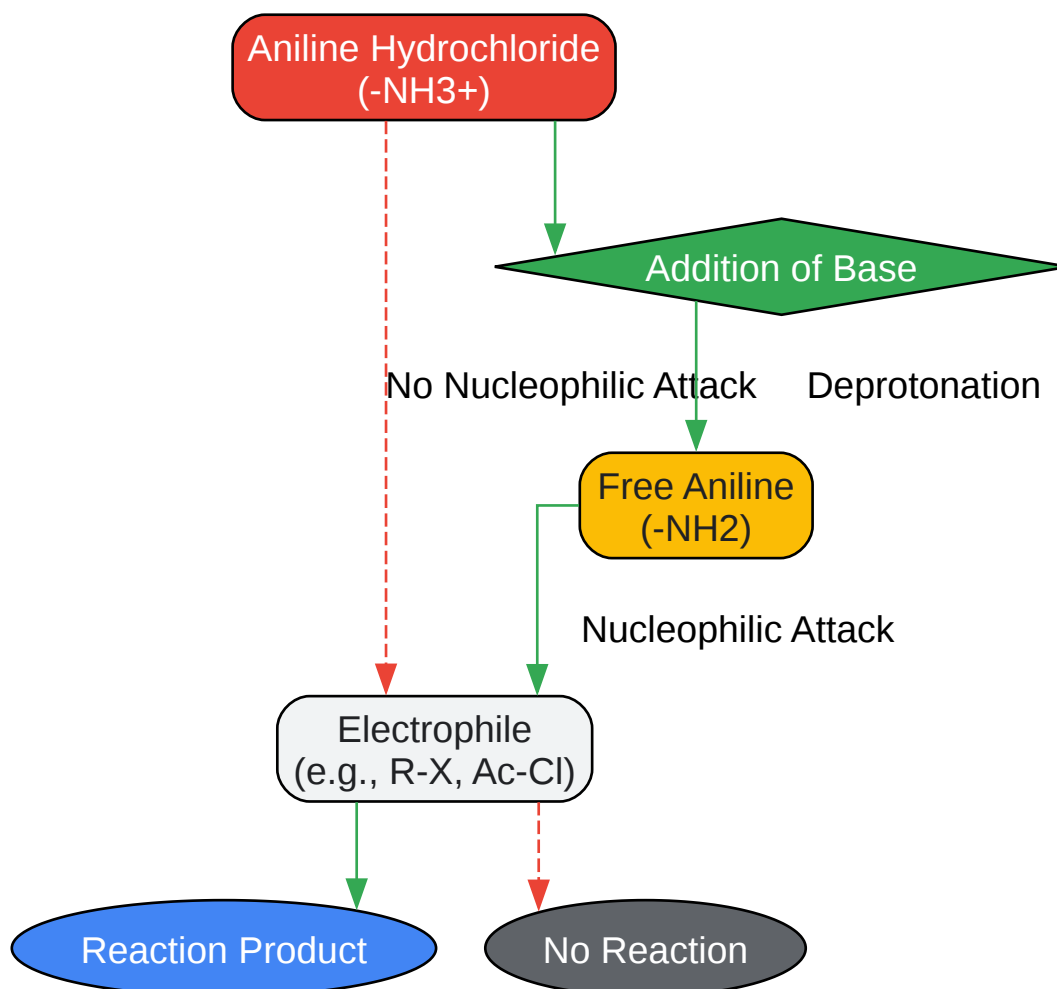 Aniline Hydrochloride
(-NH3+)
Addition of Base
No Nucleophilic Attack
Deprotonation
Free Aniline
(-NH2)
Nucleophilic Attack
Electrophile
(e.g., R-X, Ac-Cl)
Reaction Product
No Reaction